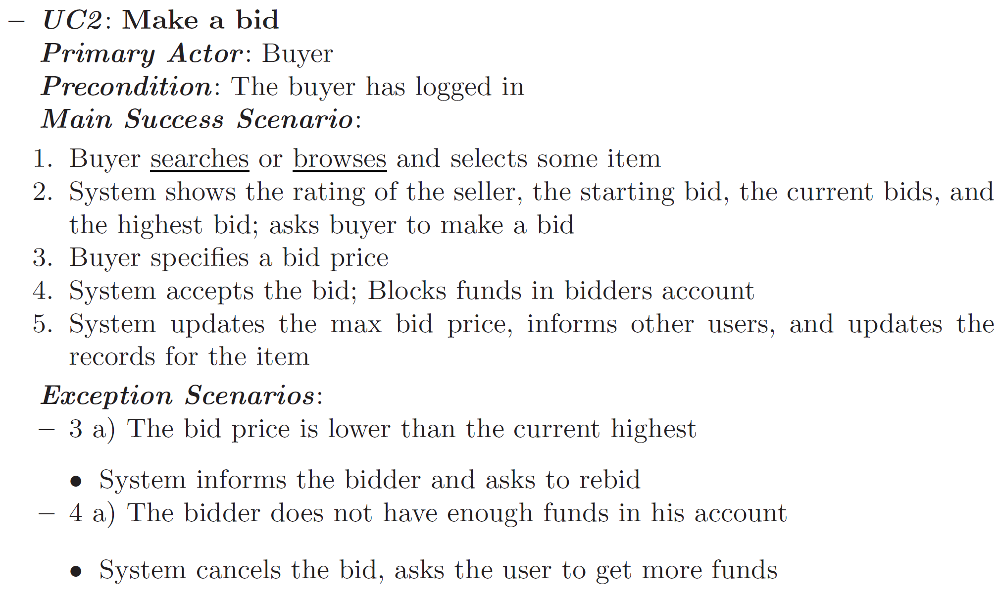 – UC2: Make a bid
Primary Actor: Buyer
Precondition: The buyer has logged in
Main Success Scenario:
1. Buyer searches or browses and selects some item
2. System shows the rating of the seller, the starting bid, the current bids, and
the highest bid; asks buyer to make a bid
3. Buyer specifies a bid price
4. System accepts the bid; Blocks funds in bidders account
5. System updates the max bid price, informs other users, and updates the
records for the item
Exception Scenarios:
– 3 a) The bid price is lower than the current highest
• System informs the bidder and asks to rebid
– 4 a) The bidder does not have enough funds in his account
• System cancels the bid, asks the user to get more funds